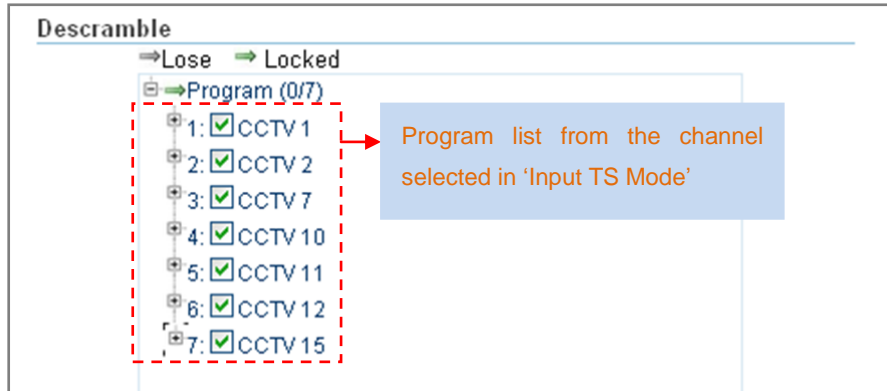 Descramble
Lose Locked
Program (0/7)
1: CCTV 1
2: CCTV 2
3: CCTV 7
4: CCTV 10
5: CCTV 11
6: CCTV 12
7: CCTV 15
Program list from the channel
selected in ‘Input TS Mode’